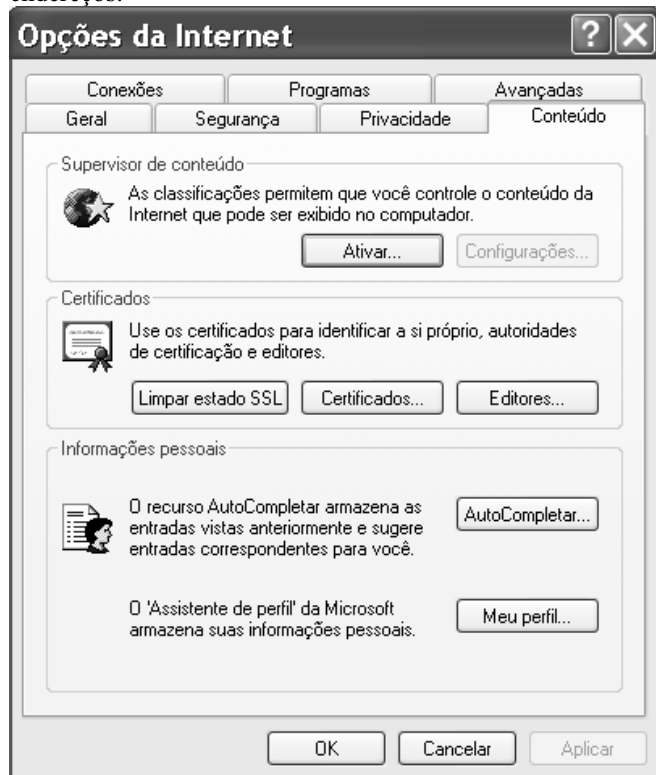 endereços.
Opções da Internet
Conexões Programas Avançadas
Geral Segurança Privacidade Conteúdo
Supervisor de conteúdo
As classificações permitem que você controle o conteúdo da
Internet que pode ser exibido no computador.
Ativar... Configurações...
Certificados
Use os certificados para identificar a si próprio, autoridades
de certificação e editores.
Limpar estado SSL Certificados... Editores...
Informações pessoais
O recurso AutoCompletar armazena as
entradas vistas anteriormente e sugere
entradas correspondentes para você.
AutoCompletar...
O 'Assistente de perfil' da Microsoft
armazena suas informações pessoais.
Meu perfil...
OK Cancelar Aplicar